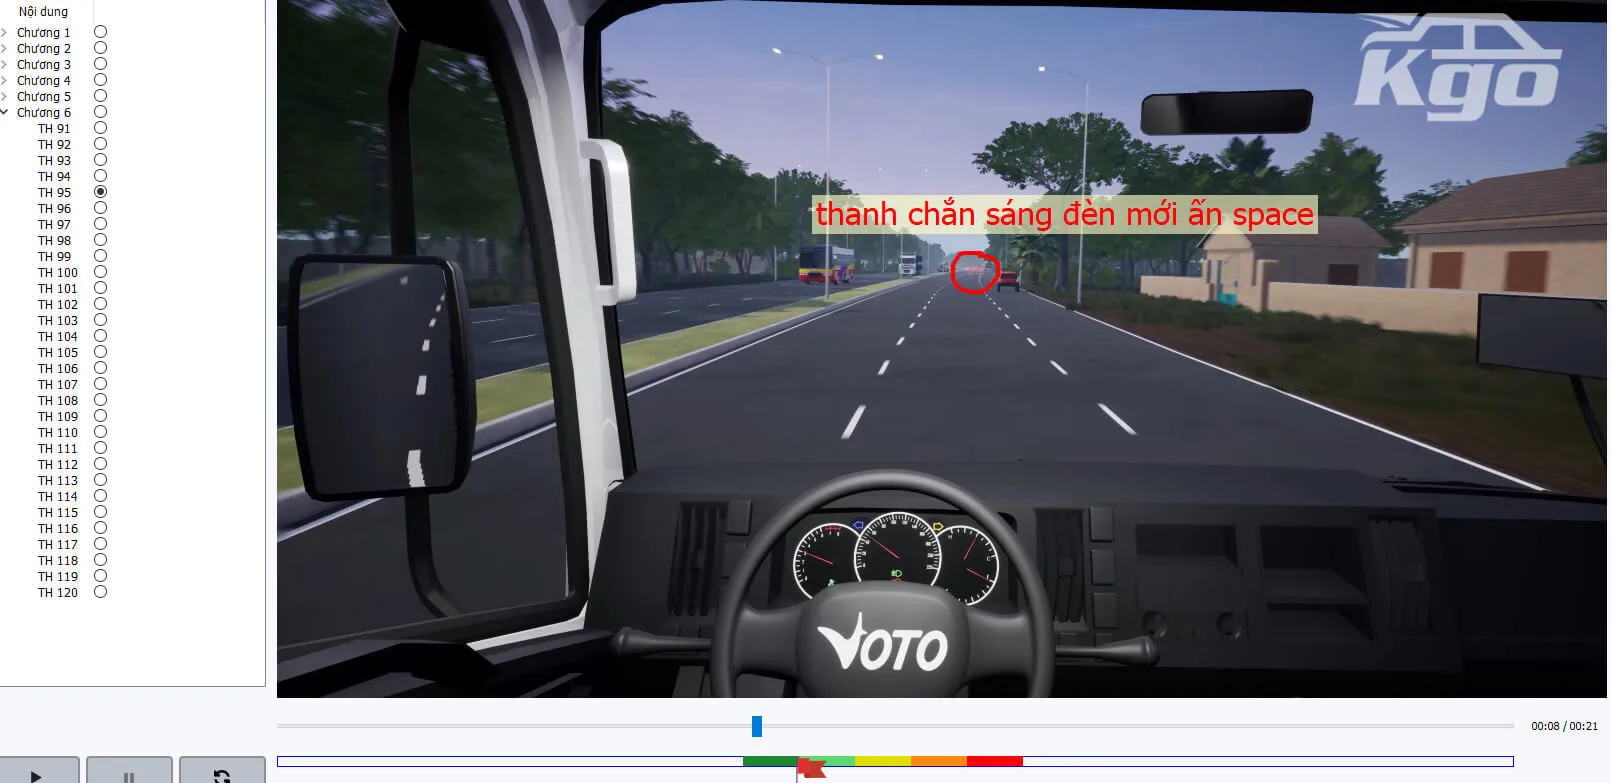 Nội dung
Chương 1
Chương 2
Chương 3
Chương 4
Chương 5
Chương 6
TH 91
TH 92
TH 93
TH 94
TH 95
TH 96
TH 97
TH 98
TH 99
TH 100
TH 101
TH 102
TH 103
TH 104
TH 105
TH 106
TH 107
TH 108
TH 109
TH 110
TH 111
TH 112
TH 113
TH 114
TH 115
TH 116
TH 117
TH 118
TH 119
TH 120
Kgo
thanh chắn sáng đèn mới ấn space
VOTO
00:08 / 00:21